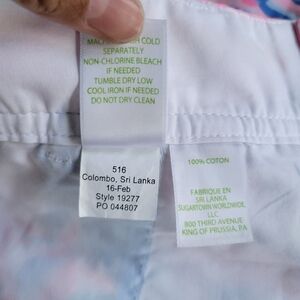 MACHINE WASH COLD
SEPARATELY
NON-CHLORINE BLEACH
IF NEEDED
TUMBLE DRY LOW
COOL IRON IF NEEDED
DO NOT DRY CLEAN
516
Colombo, Sri Lanka
16-Feb
Style 19277
PO 044807
100% COTON
FABRIQUE EN
SRI LANKA
SUGARTOWN WORLDWIDE,
LLC
800 THIRD AVENUE
KING OF PRUSSIA, PA